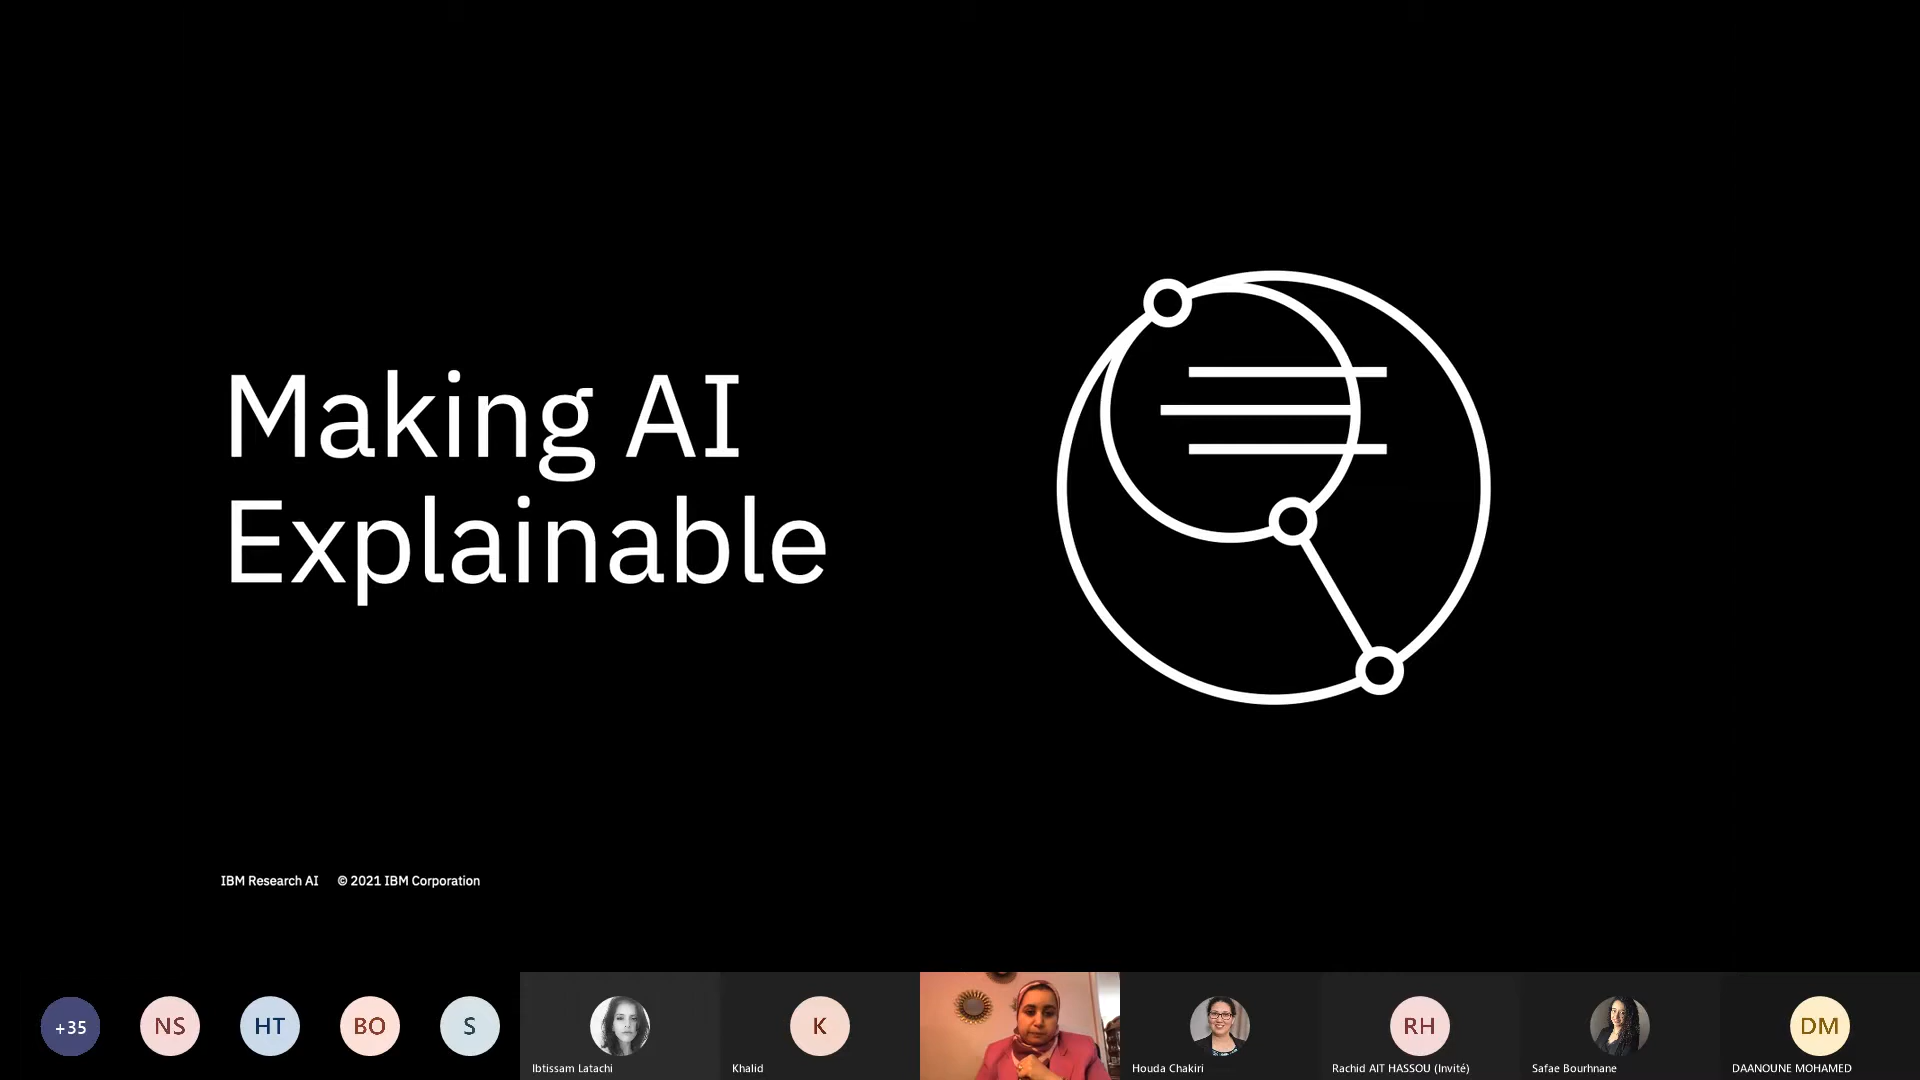 Making AI
Explainable
IBM Research AI © 2021 IBM Corporation
+35
NS
HT
BO
S
Ibtissam Latachi
K
Khalid
Houda Chakiri
RH
Rachid AIT HASSOU (Invité)
Safae Bourhnane
DM
DAANOUNE MOHAMED